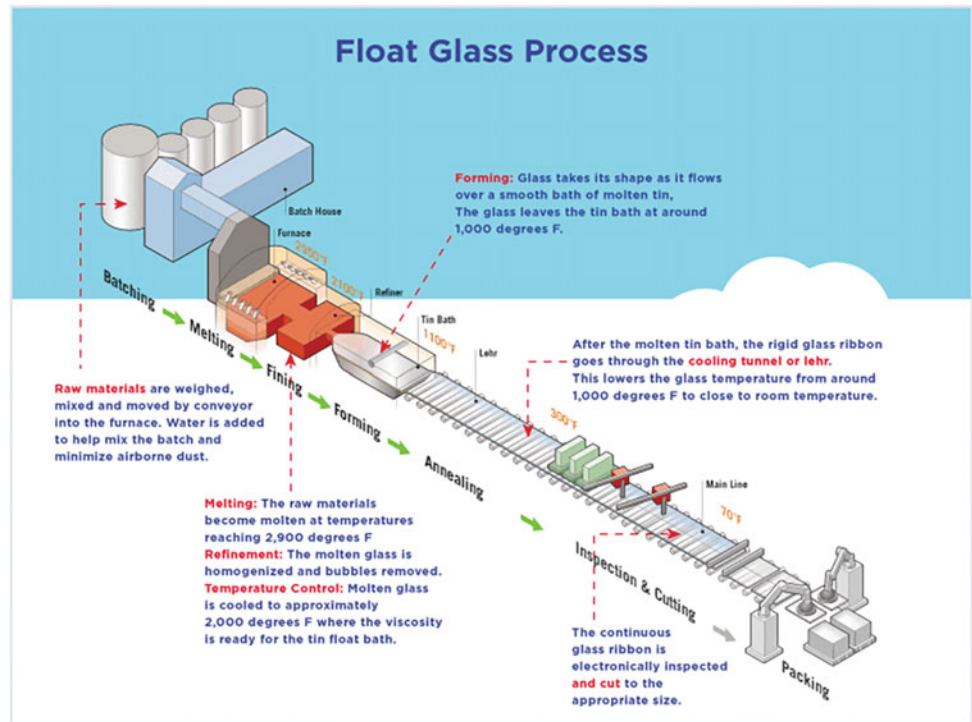 Float Glass Process
Forming: Glass takes its shape as it flows
over a smooth bath of molten tin,
The glass leaves the tin bath at around
1,000 degrees F.
Batch House
Furnace
2950°F
2100°F
Refiner
Tin Bath
1100°F
Lehr
Batching
Melting
Fining
Forming
Annealing
Inspection & Cutting
Packing
After the molten tin bath, the rigid glass ribbon
goes through the cooling tunnel or lehr.
This lowers the glass temperature from around
1,000 degrees F to close to room temperature.
300°F
Main Line
70°F
Raw materials are weighed,
mixed and moved by conveyor
into the furnace. Water is added
to help mix the batch and
minimize airborne dust.
Melting: The raw materials
become molten at temperatures
reaching 2,900 degrees F
Refinement: The molten glass is
homogenized and bubbles removed.
Temperature Control: Molten glass
is cooled to approximately
2,000 degrees F where the viscosity
is ready for the tin float bath.
The continuous
glass ribbon is
electronically inspected
and cut to the
appropriate size.